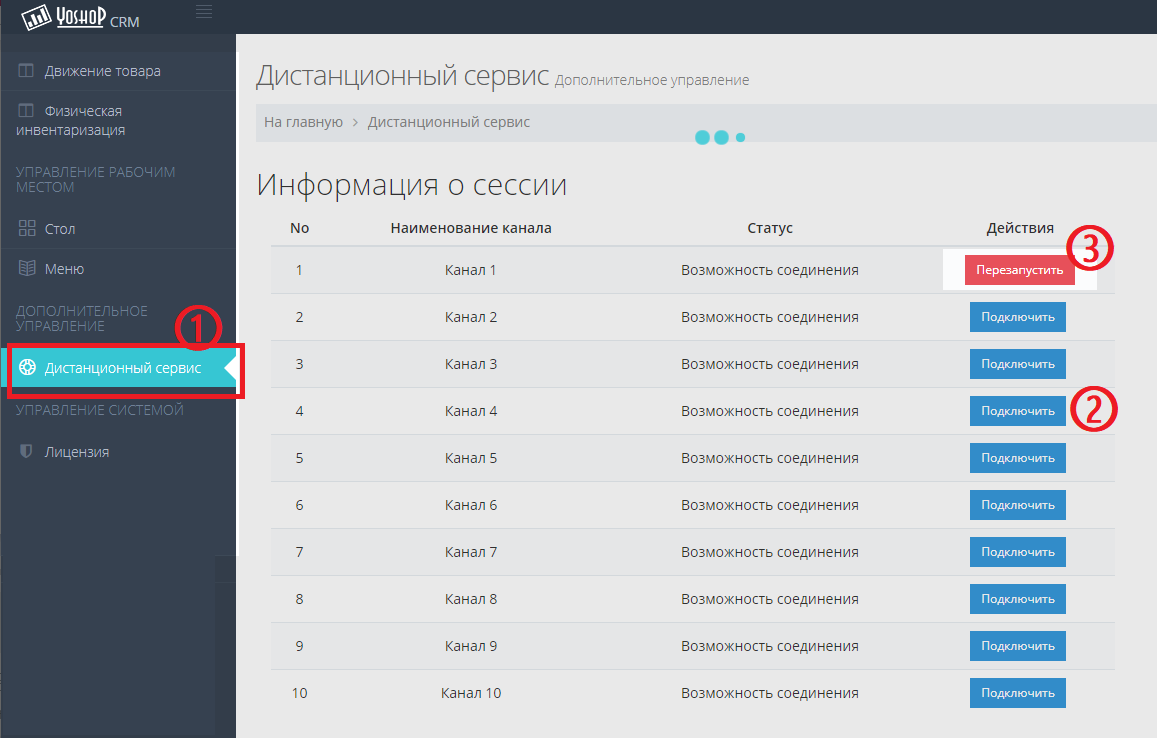 YOSHOP CRM
Движение товара
Физическая
инвентаризация
УПРАВЛЕНИЕ РАБОЧИМ
МЕСТОМ
Стол
Меню
ДОПОЛНИТЕЛЬНОЕ
УПРАВЛЕНИЕ
1
Дистанционный сервис
УПРАВЛЕНИЕ СИСТЕМОЙ
Лицензия
Дистанционный сервис Дополнительное управление
На главную > Дистанционный сервис
Информация о сессии
No Наименование канала Статус Действия
3
1 Канал 1 Возможность соединения Перезапустить
2 Канал 2 Возможность соединения Подключить
3 Канал 3 Возможность соединения Подключить
4 Канал 4 Возможность соединения Подключить 2
5 Канал 5 Возможность соединения Подключить
6 Канал 6 Возможность соединения Подключить
7 Канал 7 Возможность соединения Подключить
8 Канал 8 Возможность соединения Подключить
9 Канал 9 Возможность соединения Подключить
10 Канал 10 Возможность соединения Подключить